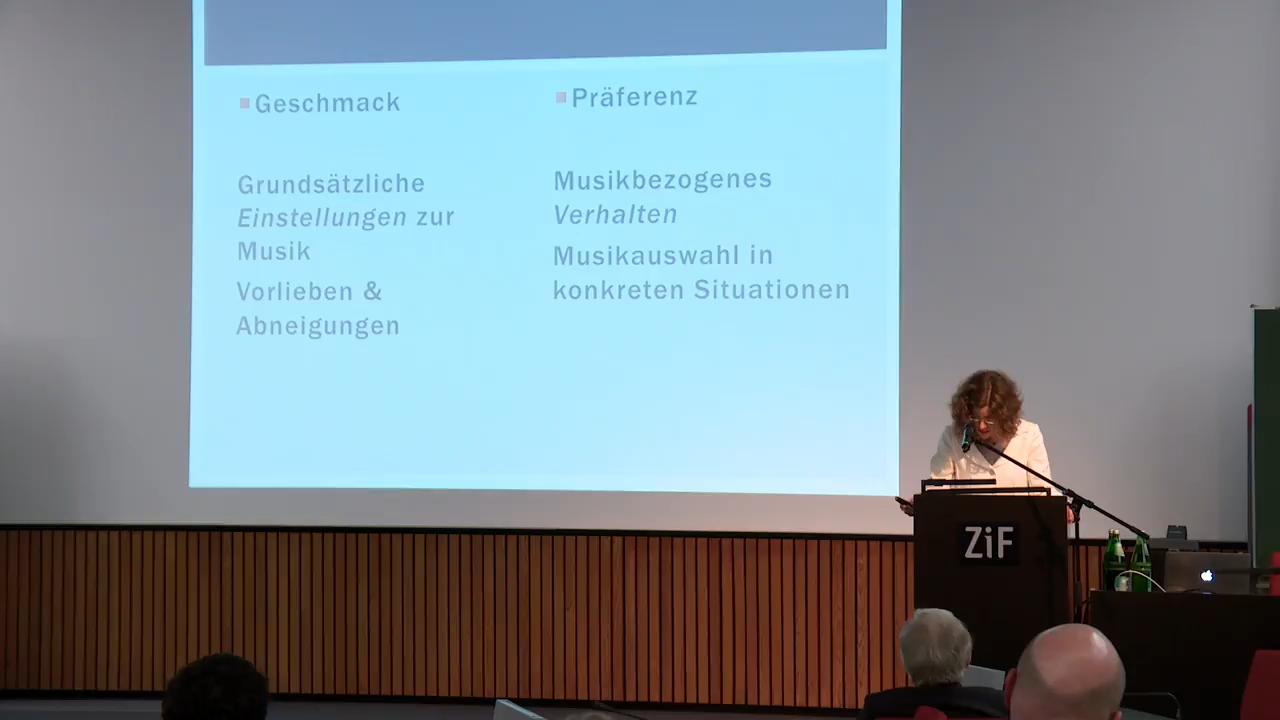 Geschmack
Grundsätzliche
Einstellungen zur
Musik
Vorlieben &
Abneigungen
Präferenz
Musikbezogenes
Verhalten
Musikauswahl in
konkreten Situationen
ZiF